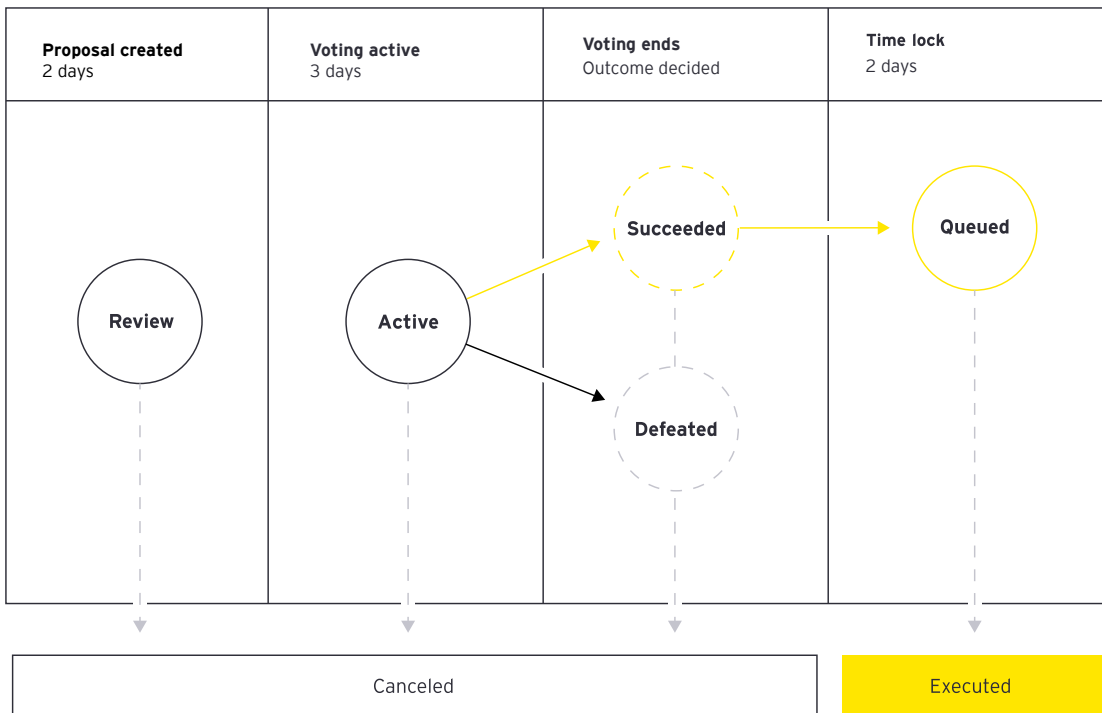 Proposal created
2 days
Voting active
3 days
Voting ends
Outcome decided
Time lock
2 days
Succeeded
Queued
Review
Active
Defeated
Canceled
Executed